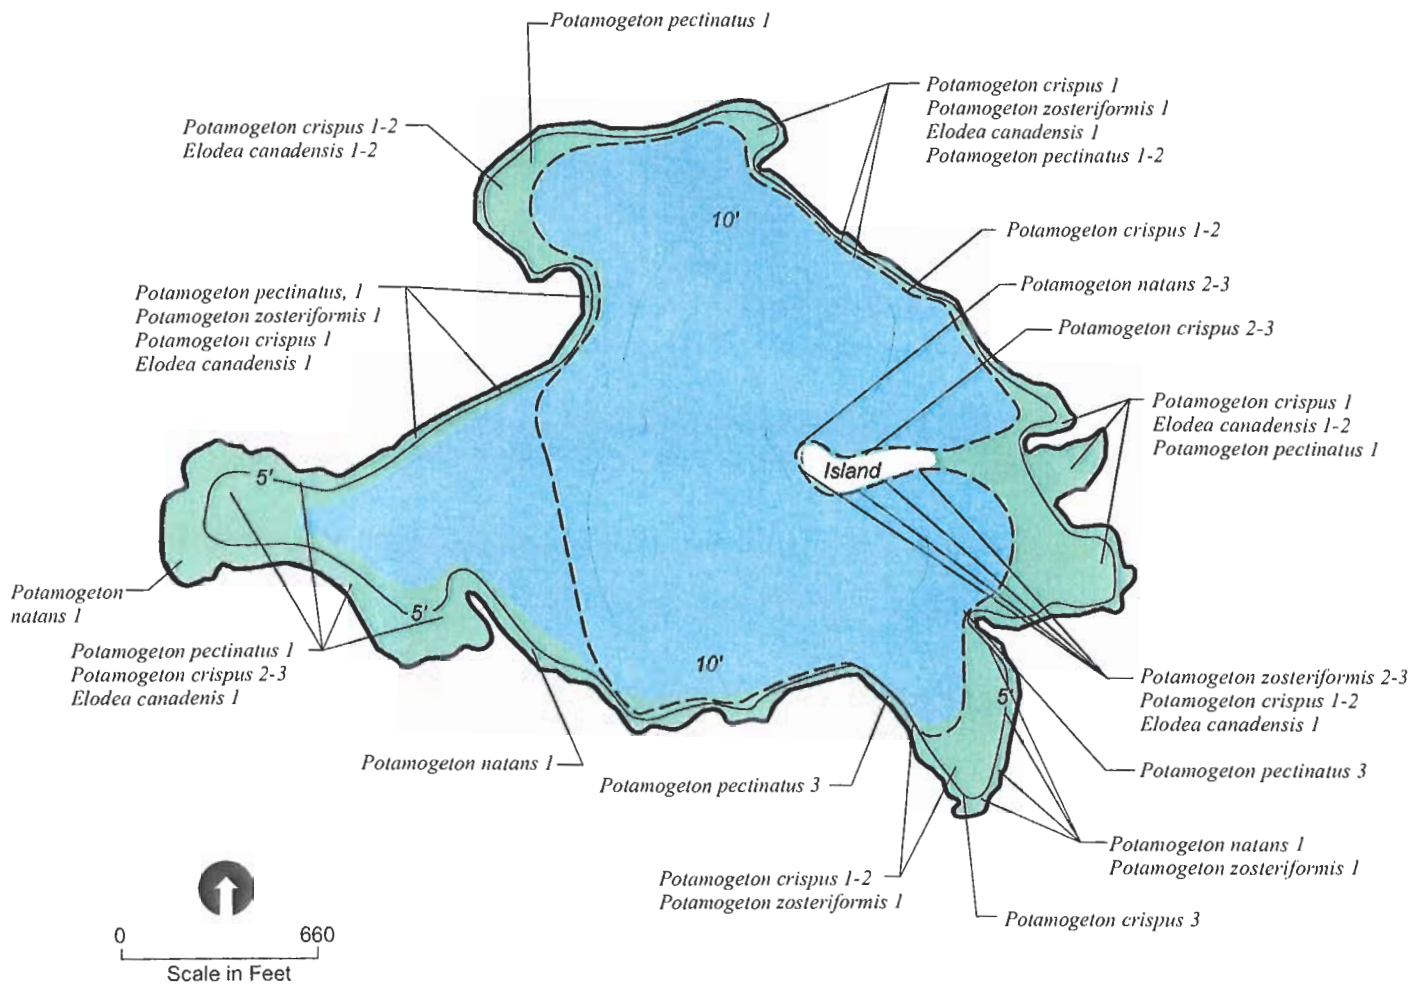 Potamogeton pectinatus 1
Potamogeton crispus 1
Potamogeton zosteriformis 1
Elodea canadensis 1
Potamogeton pectinatus 1-2
Potamogeton crispus 1-2
Elodea canadensis 1-2
10'
Potamogeton crispus 1-2
Potamogeton natans 2-3
Potamogeton pectinatus, 1
Potamogeton zosteriformis 1
Potamogeton crispus 1
Elodea canadensis 1
Potamogeton crispus 2-3
Potamogeton crispus 1
Elodea canadensis 1-2
Potamogeton pectinatus 1
5'
Island
Potamogeton
natans 1
5'
Potamogeton pectinatus 1
Potamogeton crispus 2-3
Elodea canadenis 1
10'
Potamogeton zosteriformis 2-3
Potamogeton crispus 1-2
Elodea canadensis 1
5'
Potamogeton natans 1
Potamogeton pectinatus 3
Potamogeton pectinatus 3
Potamogeton natans 1
Potamogeton zosteriformis 1
Potamogeton crispus 1-2
Potamogeton zosteriformis 1
Potamogeton crispus 3
0 660
Scale in Feet